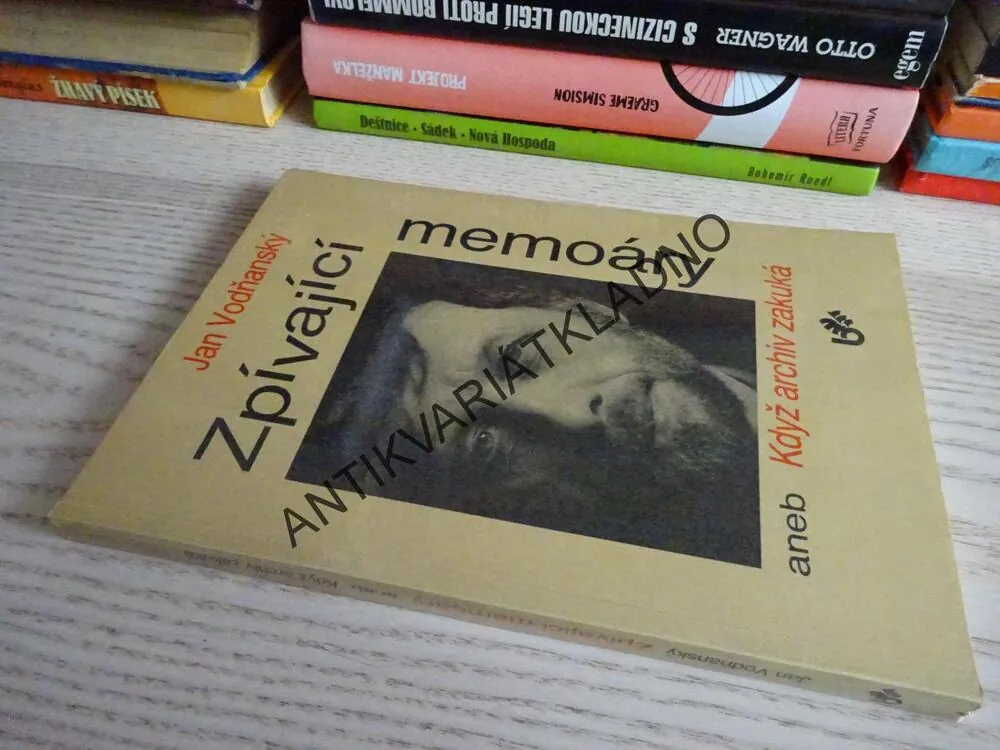 S CIZINECKOU LEGIÍ PROTI ROMMELOVI
OTTO WAGNER
egem
PROJEKT MANŽELKA
GRAEME SIMSION
FORTUNA
ŽHAVÝ PÍSEK
Deštnice · Sádek · Nová Hospoda
Bohumír Roedl
Jan Vodňanský
Zpívající
memoáry
aneb
Když archiv zakuká
ANTIKVARIÁTKLADNO
Jan Vodňanský Zpívající memoáry aneb Když archiv zakuká